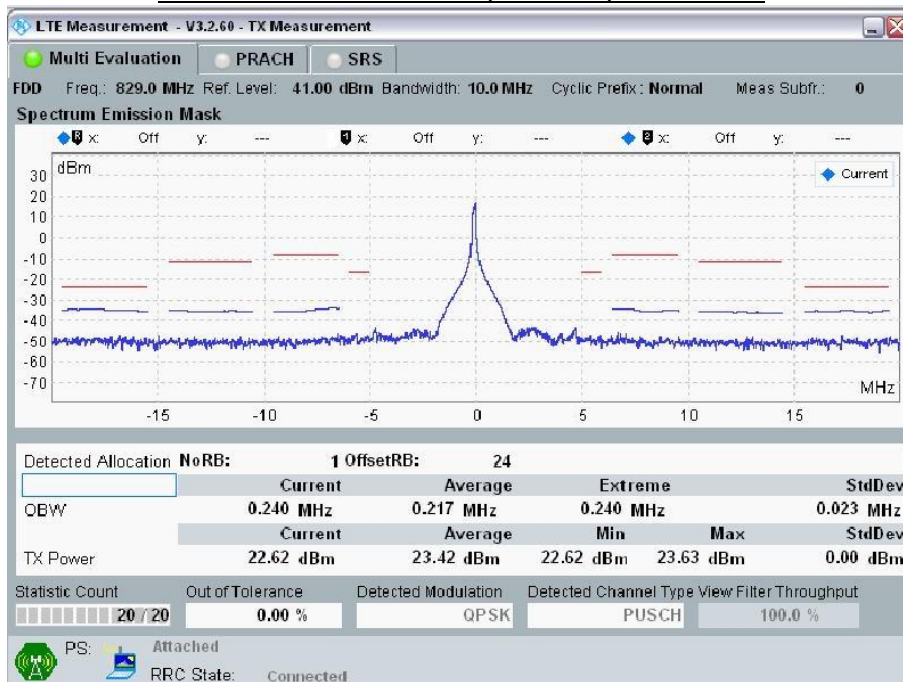 LTE Measurement - V3.2.60 - TX Measurement
Multi Evaluation PRACH SRS
FDD Freq.: 829.0 MHz Ref. Level: 41.00 dBm Bandwidth: 10.0 MHz Cyclic Prefix: Normal Meas Subfr.: 0
Spectrum Emission Mask
R x: Off y: --- 1 x: Off y: --- 2 x: Off y: ---
dBm
Current
30
20
10
0
-10
-20
-30
-40
-50
-60
-70
MHz
-15 -10 -5 0 5 10 15
Detected Allocation NoRB: 1 OffsetRB: 24
Current Average Extreme StdDev
OBW 0.240 MHz 0.217 MHz 0.240 MHz 0.023 MHz
Current Average Min Max StdDev
TX Power 22.62 dBm 23.42 dBm 22.62 dBm 23.63 dBm 0.00 dBm
Statistic Count Out of Tolerance Detected Modulation Detected Channel Type View Filter Throughput
20 / 20 0.00 % QPSK PUSCH 100.0 %
PS: Attached
RRC State: Connected